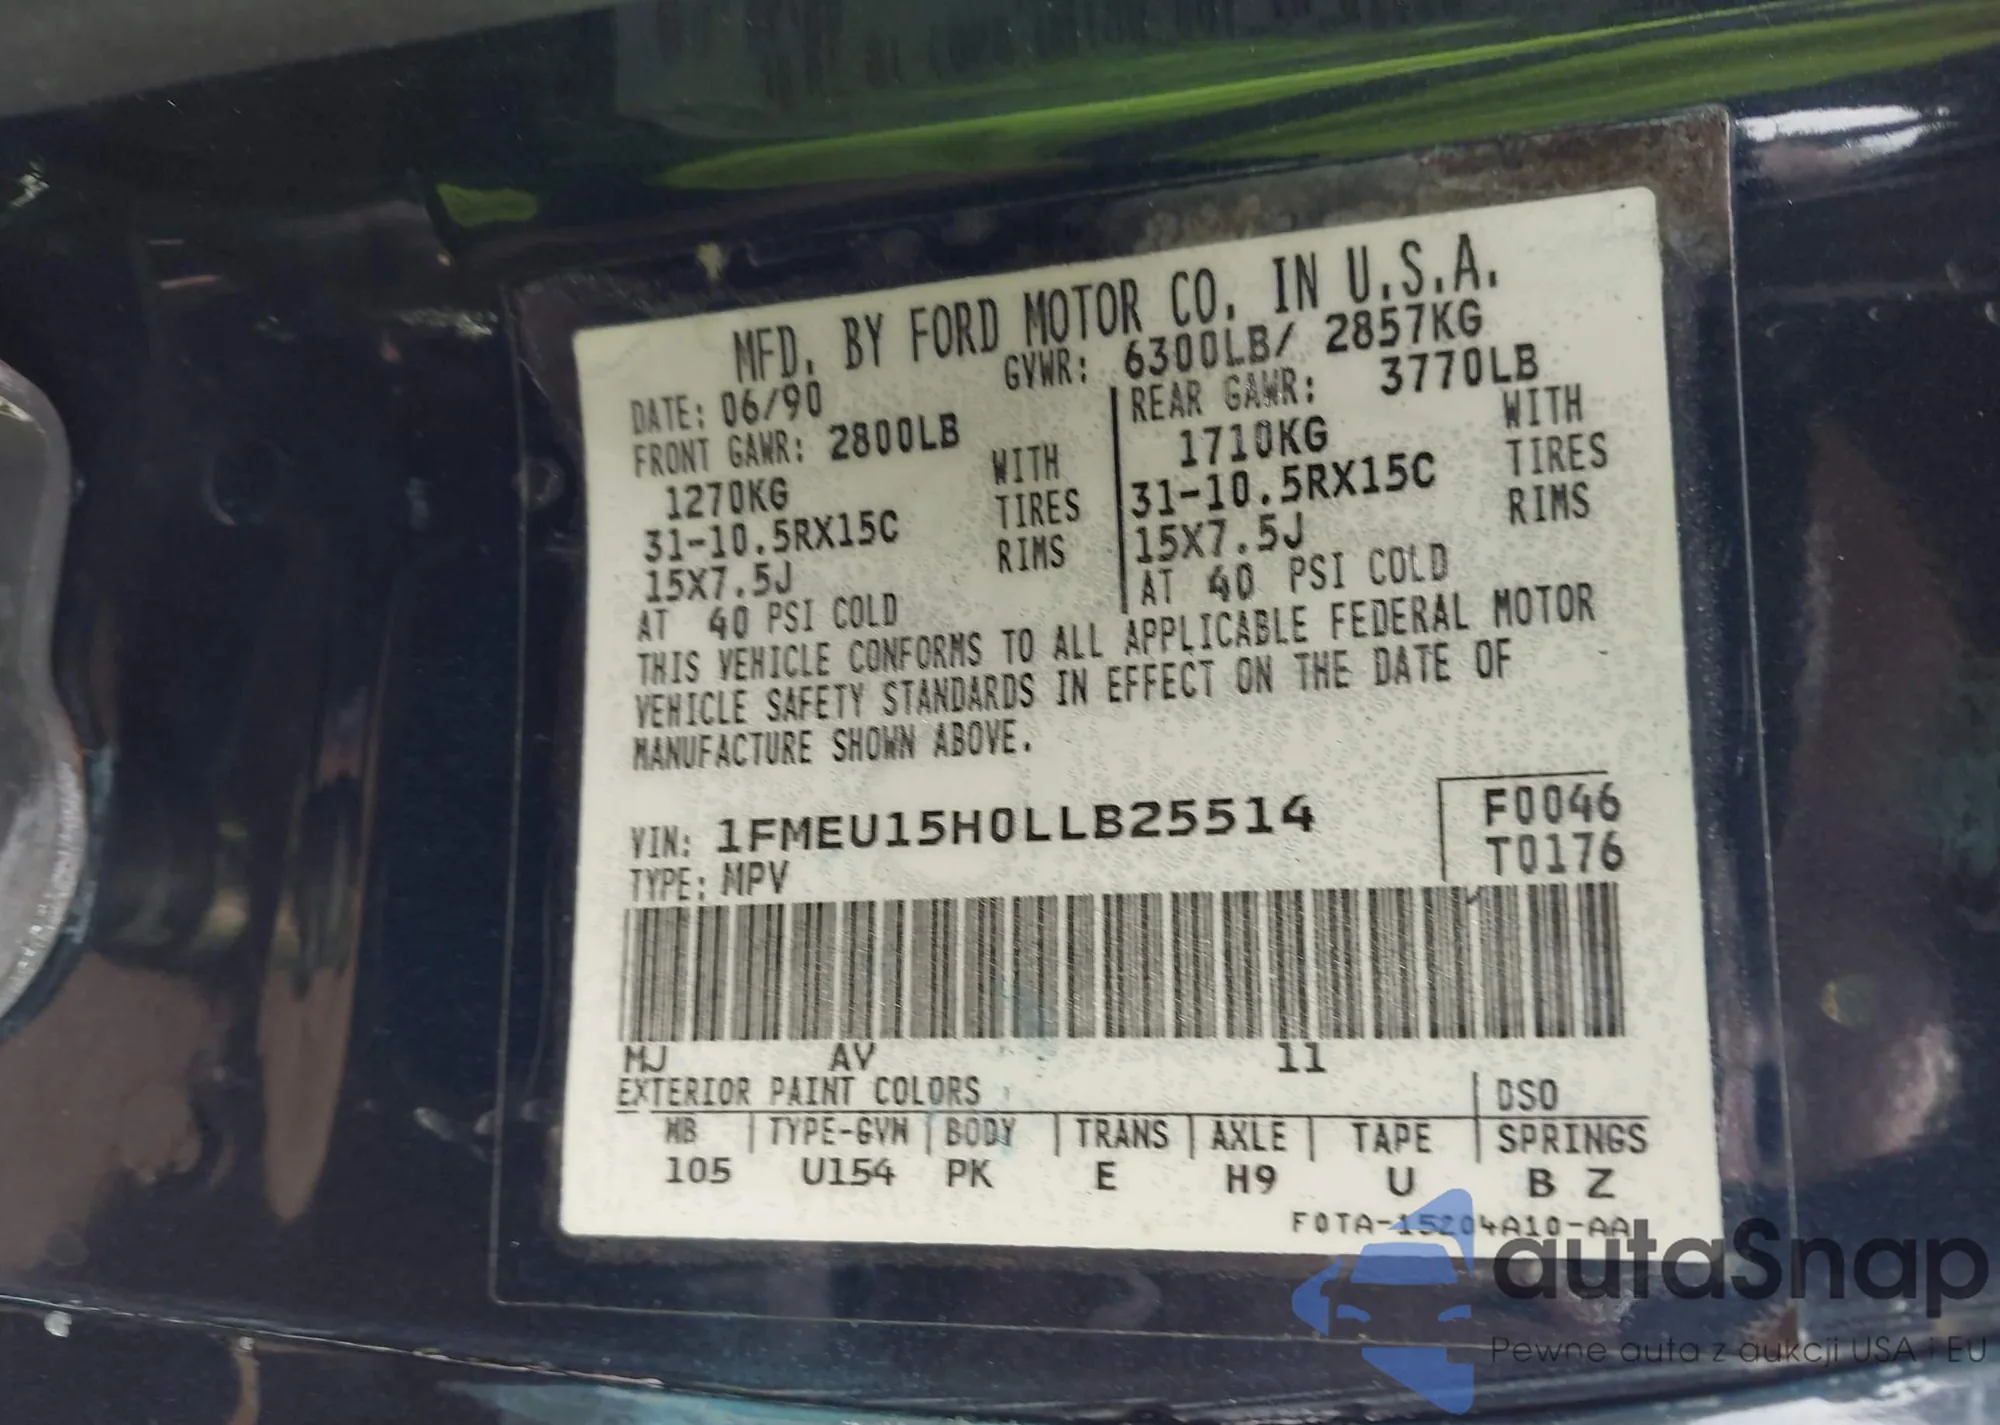 MFD. BY FORD MOTOR CO. IN U.S.A.
DATE: 06/90 GVWR: 6300LB/ 2857KG
FRONT GAWR: 2800LB REAR GAWR: 3770LB
1270KG WITH 1710KG WITH
31-10.5RX15C TIRES 31-10.5RX15C TIRES
15X7.5J RIMS 15X7.5J RIMS
AT 40 PSI COLD AT 40 PSI COLD
THIS VEHICLE CONFORMS TO ALL APPLICABLE FEDERAL MOTOR
VEHICLE SAFETY STANDARDS IN EFFECT ON THE DATE OF
MANUFACTURE SHOWN ABOVE.
VIN: 1FMEU15H0LLB25514 F0046
TYPE: MPV T0176
MJ AY 11
EXTERIOR PAINT COLORS DSO
WB TYPE-GVW BODY TRANS AXLE TAPE SPRINGS
105 U154 PK E H9 U B Z
F0TA-15204A10-AA
autaSnap
Pewne auta z aukcji USA i EU